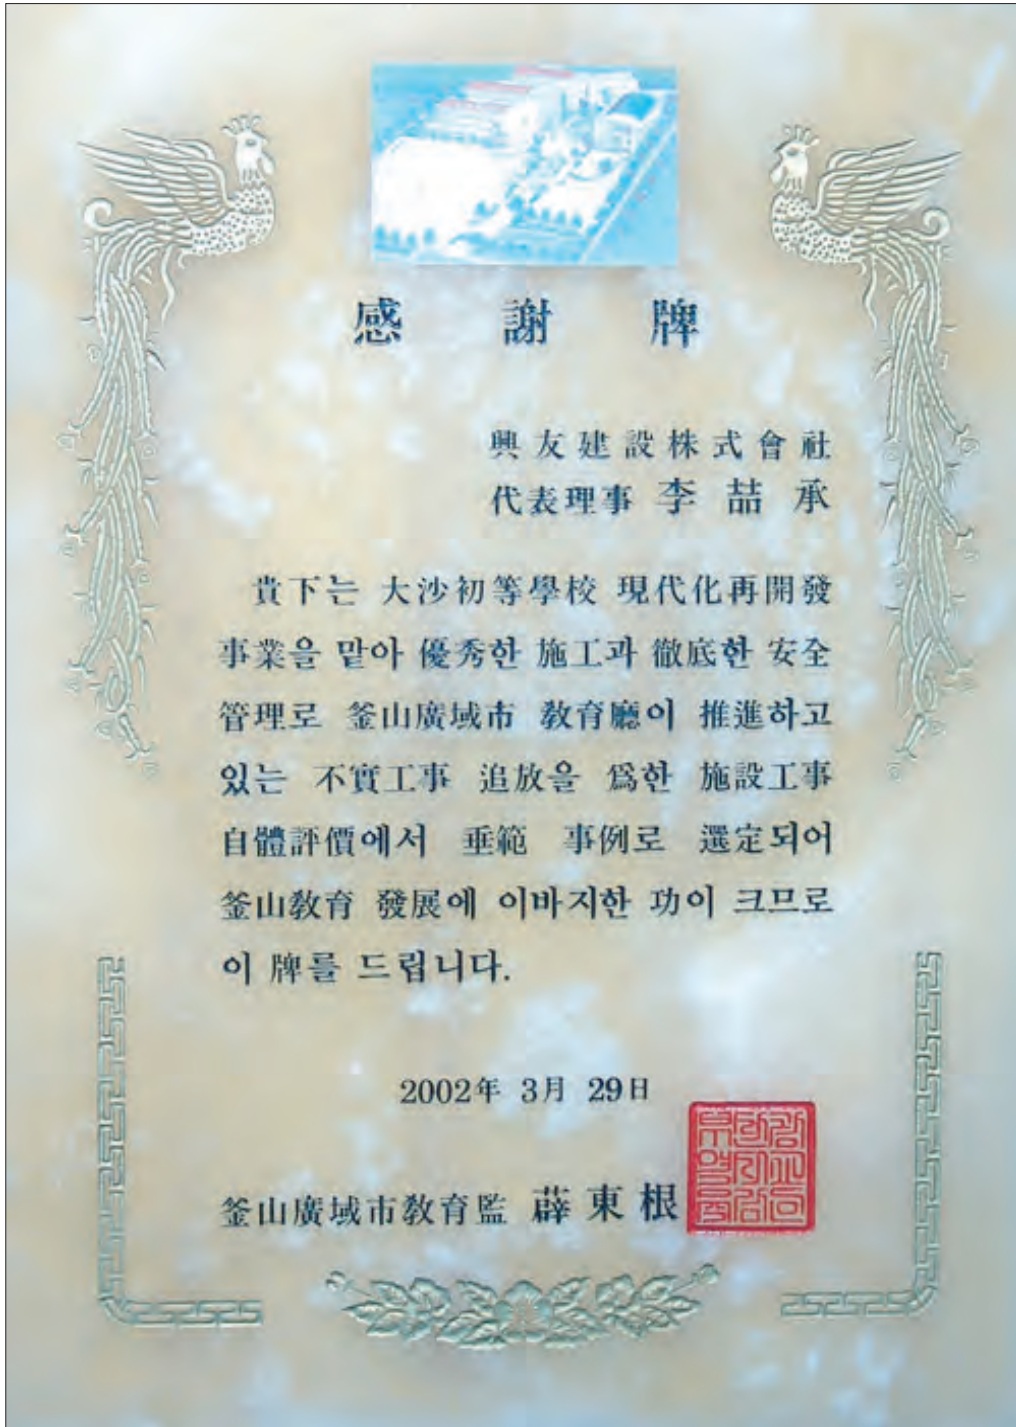 感謝牌
興友建設株式會社
代表理事 李喆承
貴下는 大沙初等學校 現代化再開發
事業을 맡아 優秀한 施工과 徹底한 安全
管理로 釜山廣域市 敎育廳이 推進하고
있는 不實工事 追放을 爲한 施設工事
自體評價에서 垂範 事例로 選定되어
釜山敎育 發展에 이바지한 功이 크므로
이 牌를 드립니다.
2002年 3月 29日
釜山廣域市敎育監 薛東根